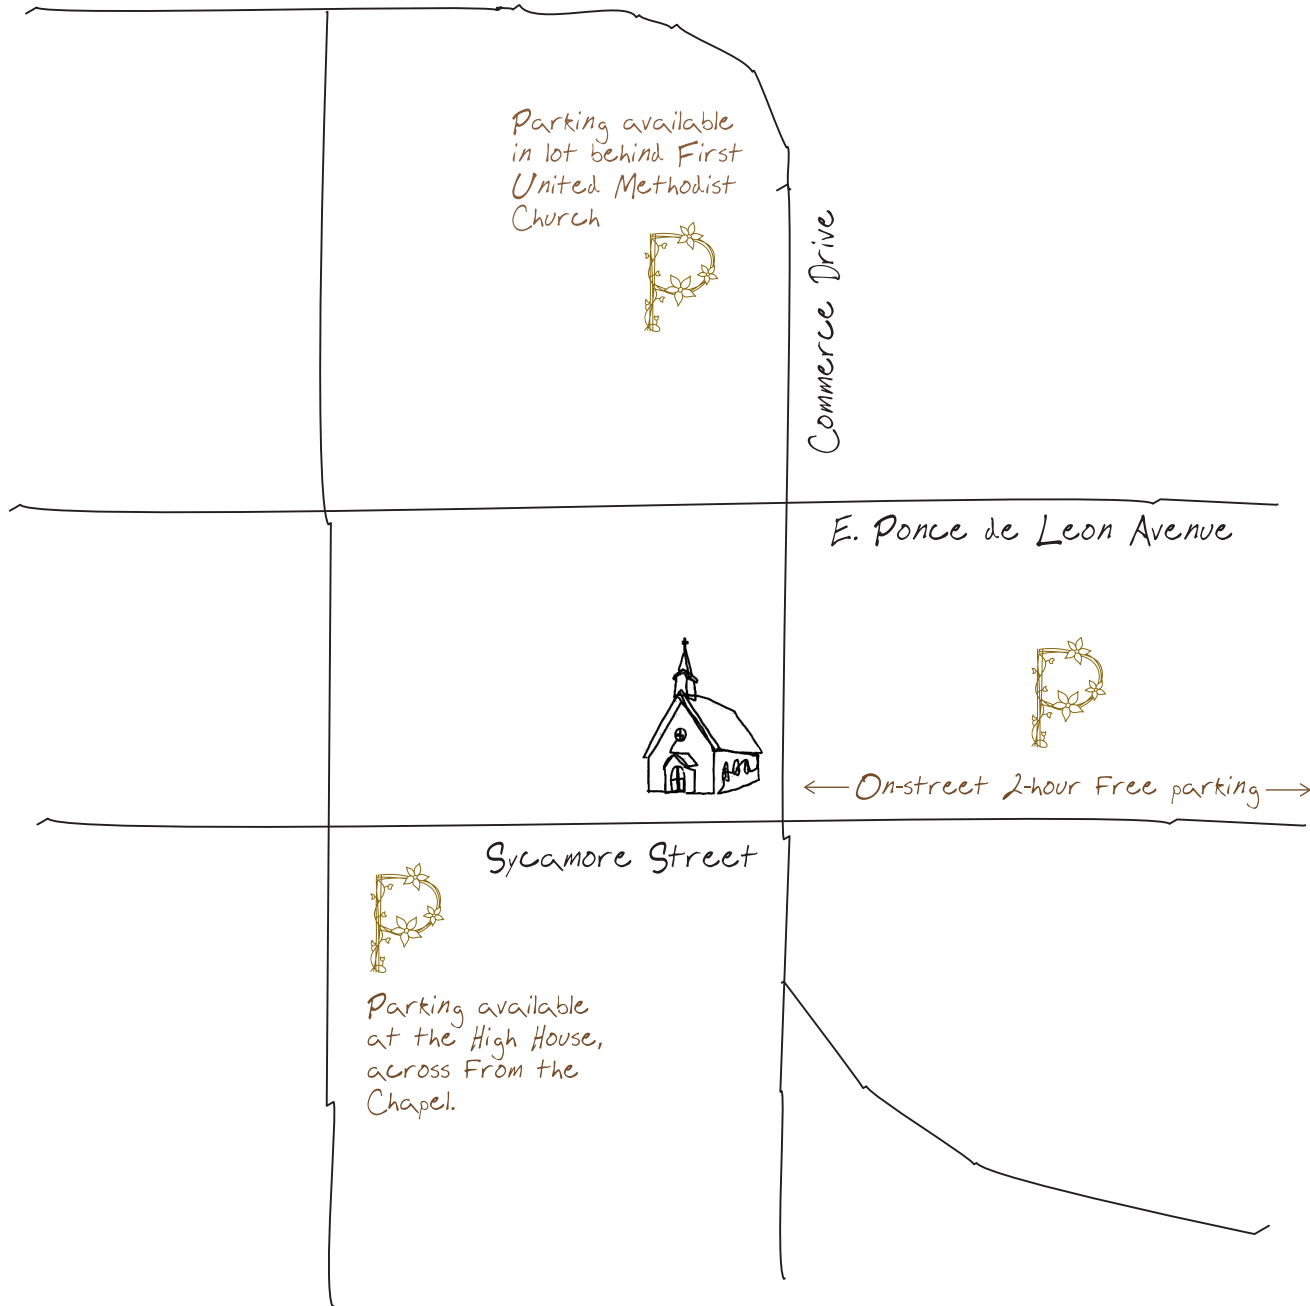 Parking available
in lot behind First
United Methodist
Church
P
Commerce Drive
E. Ponce de Leon Avenue
P
On-street 2-hour Free parking
Sycamore Street
P
Parking available
at the High House,
across From the
Chapel.